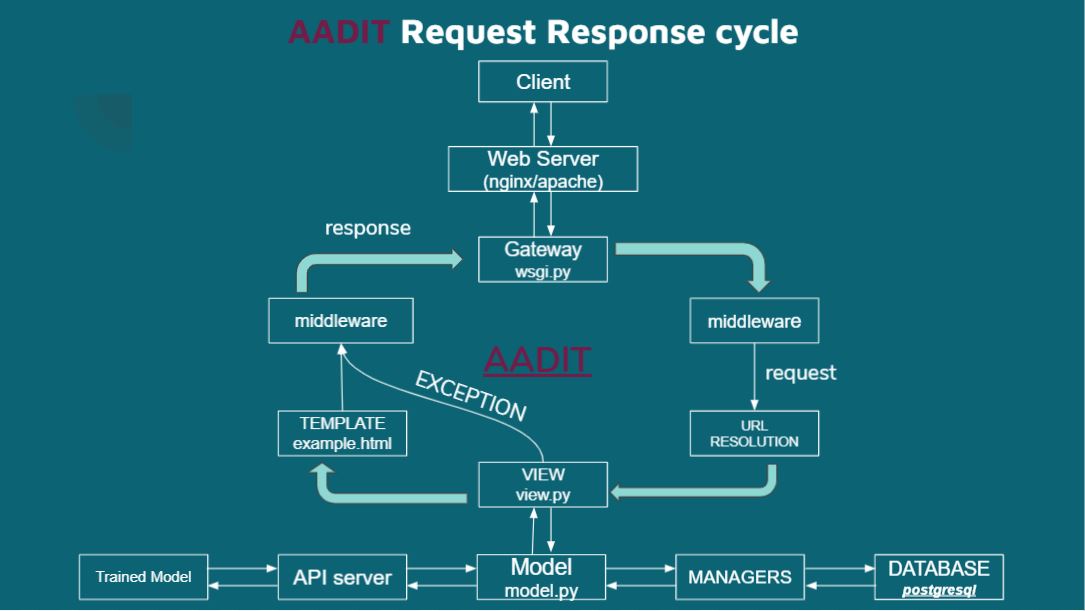 AADIT Request Response cycle
Client
Web Server
(nginx/apache)
response
Gateway
wsgi.py
middleware
middleware
AADIT
request
EXCEPTION
TEMPLATE
example.html
URL
RESOLUTION
VIEW
view.py
Trained Model
API server
Model
model.py
MANAGERS
DATABASE
postgresql